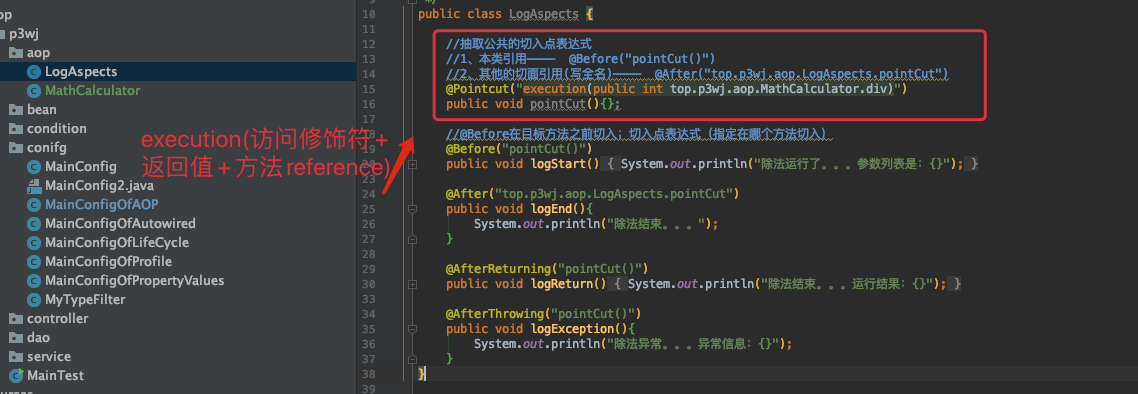 op
p3wj
aop
LogAspects
MathCalculator
bean
condition
conifg
MainConfig
MainConfig2.java
MainConfigOfAOP
MainConfigOfAutowired
MainConfigOfLifeCycle
MainConfigOfProfile
MainConfigOfPropertyValues
MyTypeFilter
controller
dao
service
MainTest
execution(访问修饰符+
返回值+方法reference)
10 public class LogAspects {
11
12 //抽取公共的切入点表达式
13 //1、本类引用———— @Before("pointCut()")
14 //2、其他的切面引用(写全名)———— @After("top.p3wj.aop.LogAspects.pointCut")
15 @Pointcut("execution(public int top.p3wj.aop.MathCalculator.div)")
16 public void pointCut(){};
17
18 //@Before在目标方法之前切入；切入点表达式（指定在哪个方法切入）
19 @Before("pointCut()")
20 public void logStart() { System.out.println("除法运行了。。。参数列表是：{}"); }
23
24 @After("top.p3wj.aop.LogAspects.pointCut")
25 public void logEnd(){
26 System.out.println("除法结束。。。");
27 }
28
29 @AfterReturning("pointCut()")
30 public void logReturn() { System.out.println("除法结束。。。运行结果：{}"); }
33
34 @AfterThrowing("pointCut()")
35 public void logException(){
36 System.out.println("除法异常。。。异常信息：{}");
37 }
38 }
39